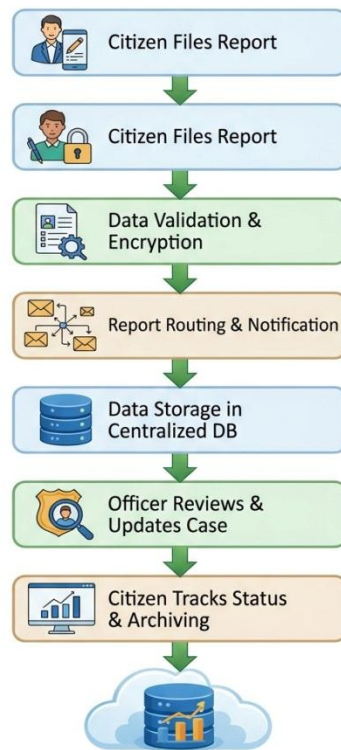 Citizen Files Report
Citizen Files Report
Data Validation &
Encryption
Report Routing & Notification
Data Storage in
Centralized DB
Officer Reviews &
Updates Case
Citizen Tracks Status
& Archiving